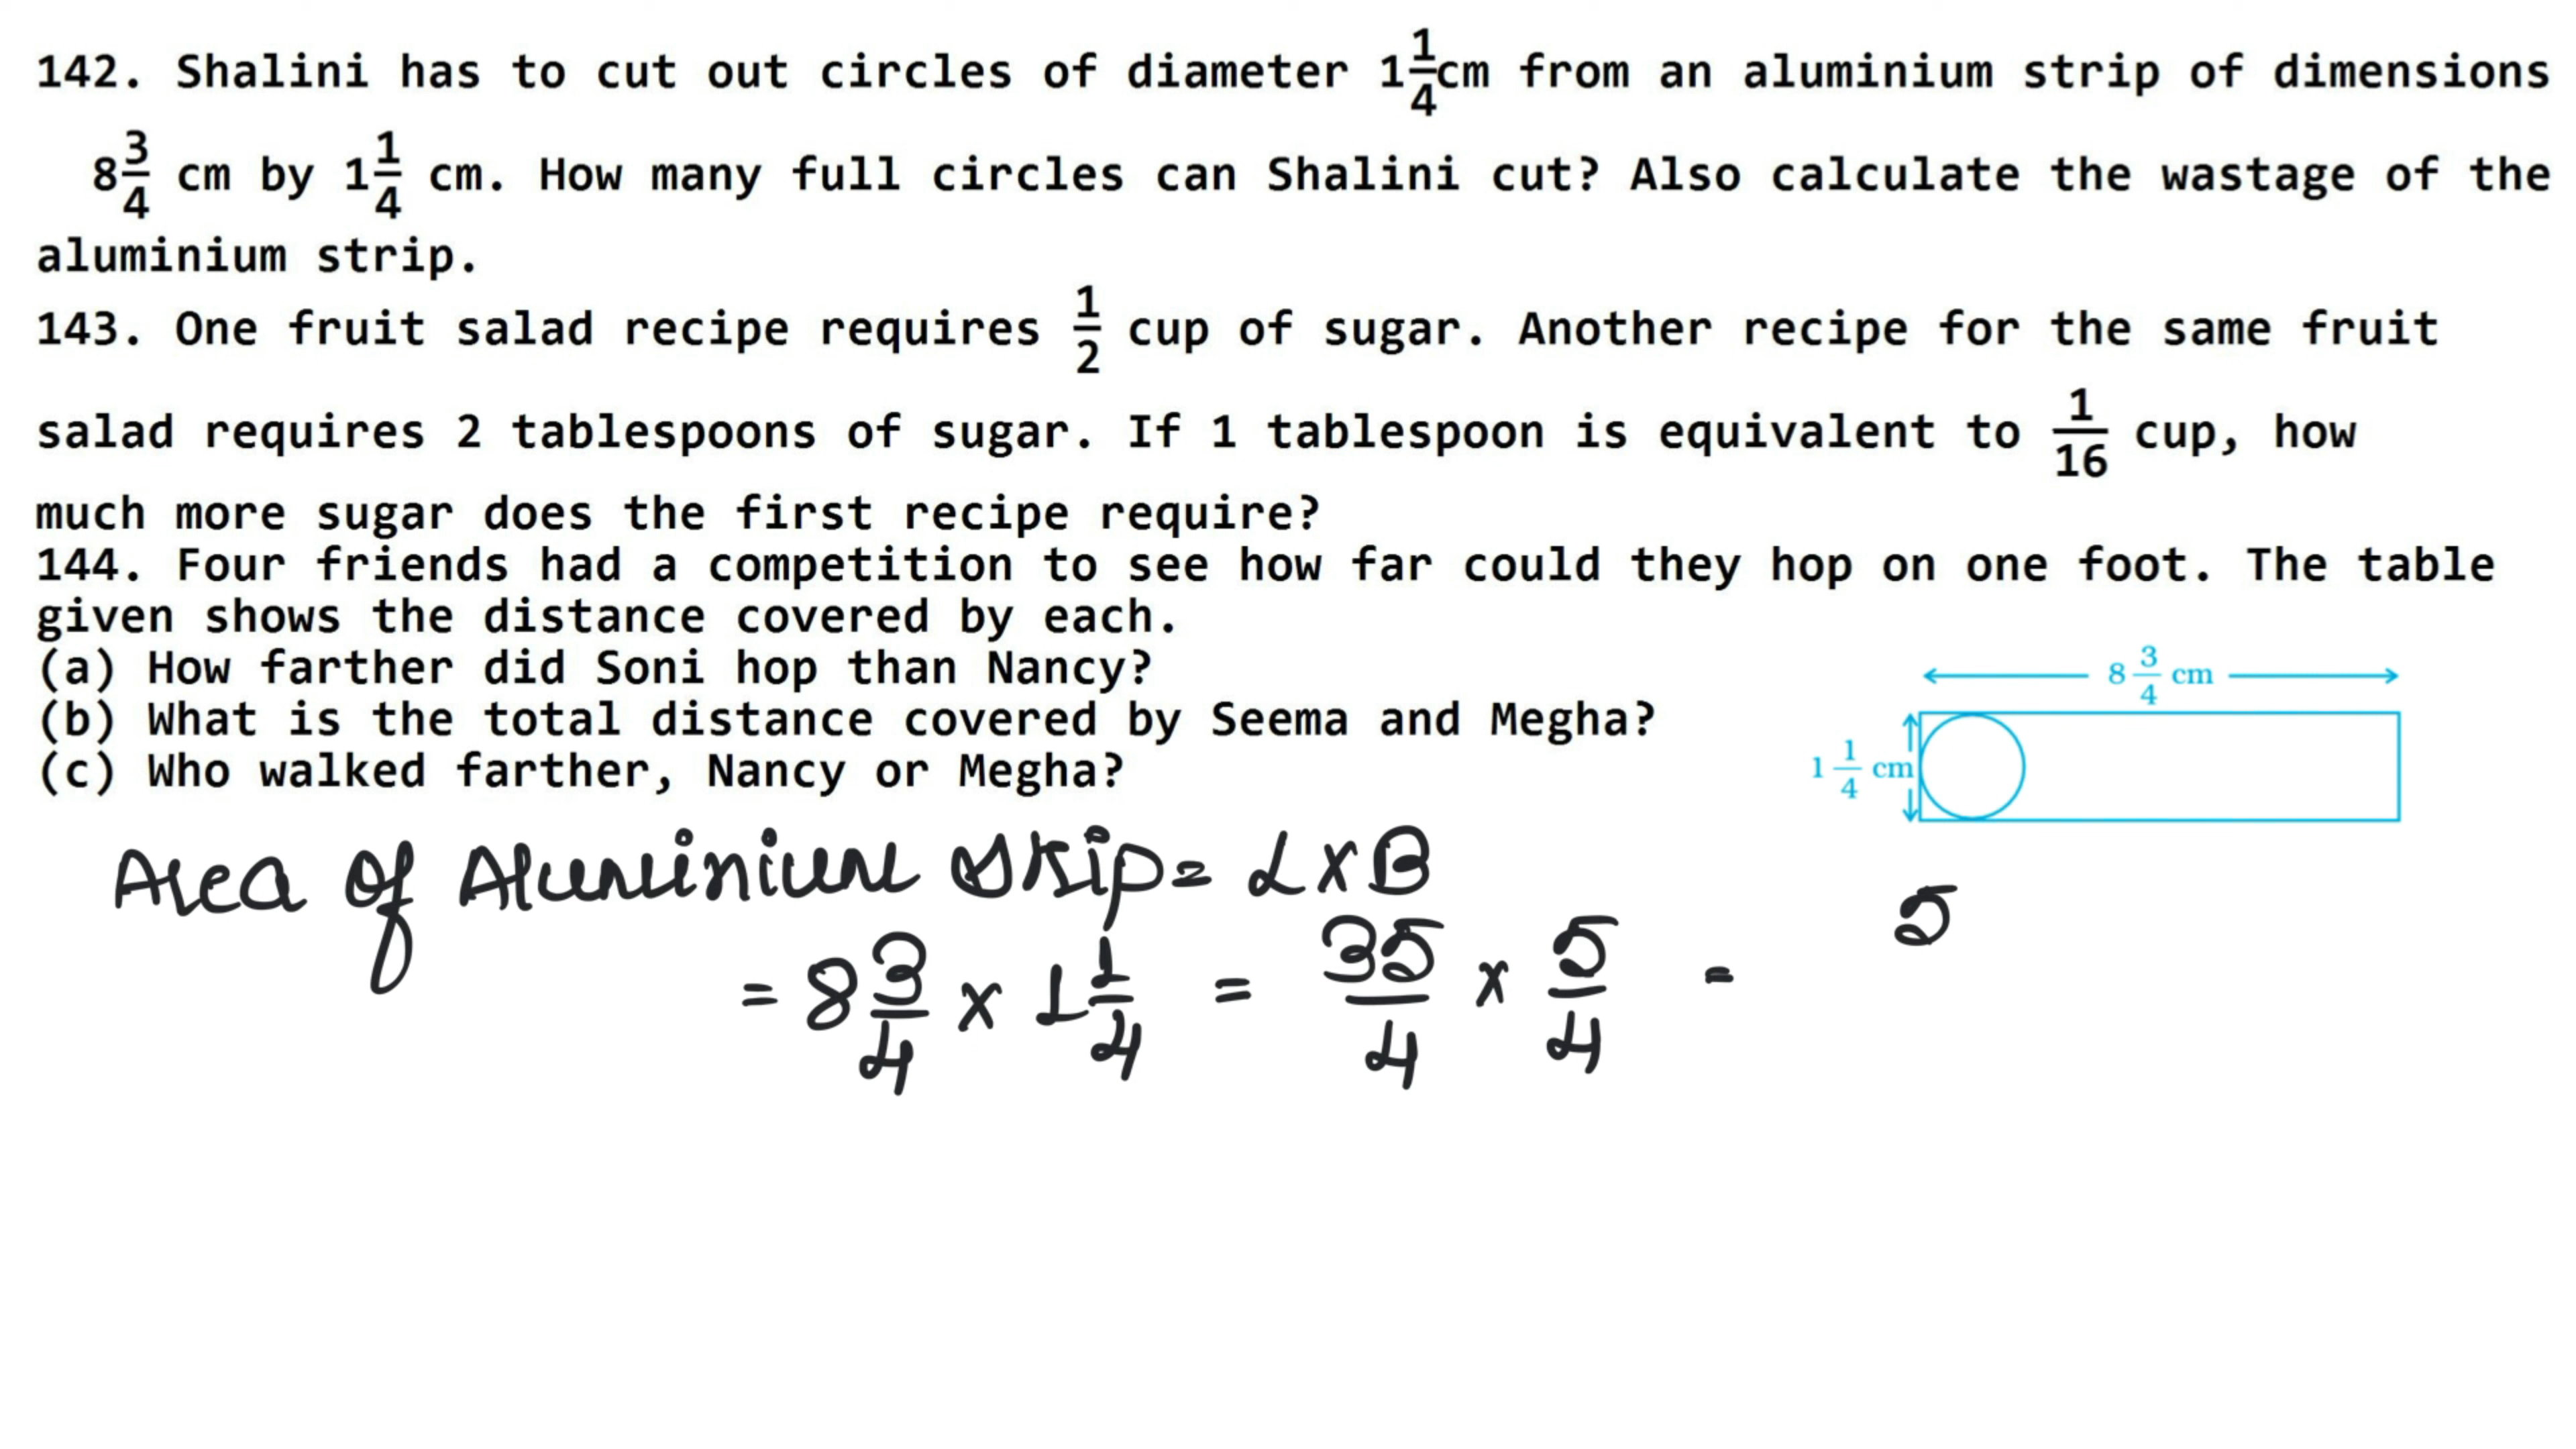 142. Shalini has to cut out circles of diameter 1 1/4 cm from an aluminium strip of dimensions
8 3/4 cm by 1 1/4 cm. How many full circles can Shalini cut? Also calculate the wastage of the
aluminium strip.
143. One fruit salad recipe requires 1/2 cup of sugar. Another recipe for the same fruit
salad requires 2 tablespoons of sugar. If 1 tablespoon is equivalent to 1/16 cup, how
much more sugar does the first recipe require?
144. Four friends had a competition to see how far could they hop on one foot. The table
given shows the distance covered by each.
(a) How farther did Soni hop than Nancy?
(b) What is the total distance covered by Seema and Megha?
(c) Who walked farther, Nancy or Megha?
8 3/4 cm
1 1/4 cm
Area of Aluminium Strip = L × B
= 8 3/4 × 1 1/4 = 35/4 × 5/4 = 5